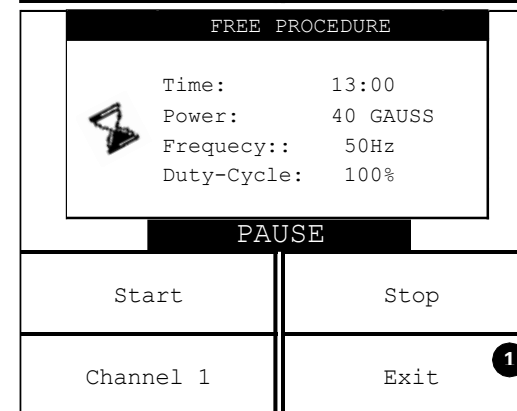 FREE PROCEDURE
Time: 13:00
Power: 40 GAUSS
Frequecy:: 50Hz
Duty-Cycle: 100%
PAUSE
Start Stop
Channel 1 Exit
1